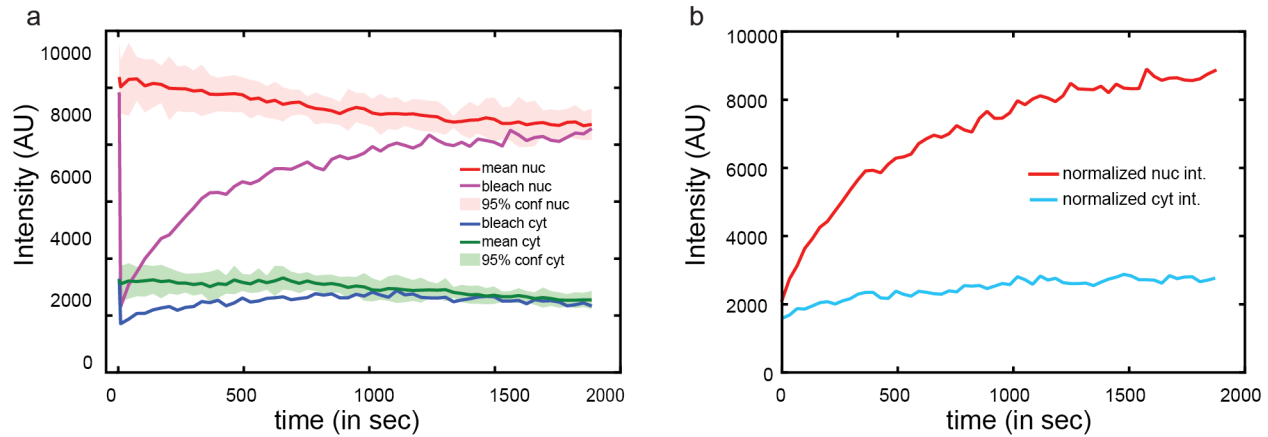 a
10000
8000
6000
4000
2000
0
Intensity (AU)
mean nuc
bleach nuc
95% conf nuc
bleach cyt
mean cyt
95% conf cyt
0
500
1000
1500
2000
time (in sec)
b
10000
8000
6000
4000
2000
0
Intensity (AU)
normalized nuc int.
normalized cyt int.
0
500
1000
1500
2000
time (in sec)